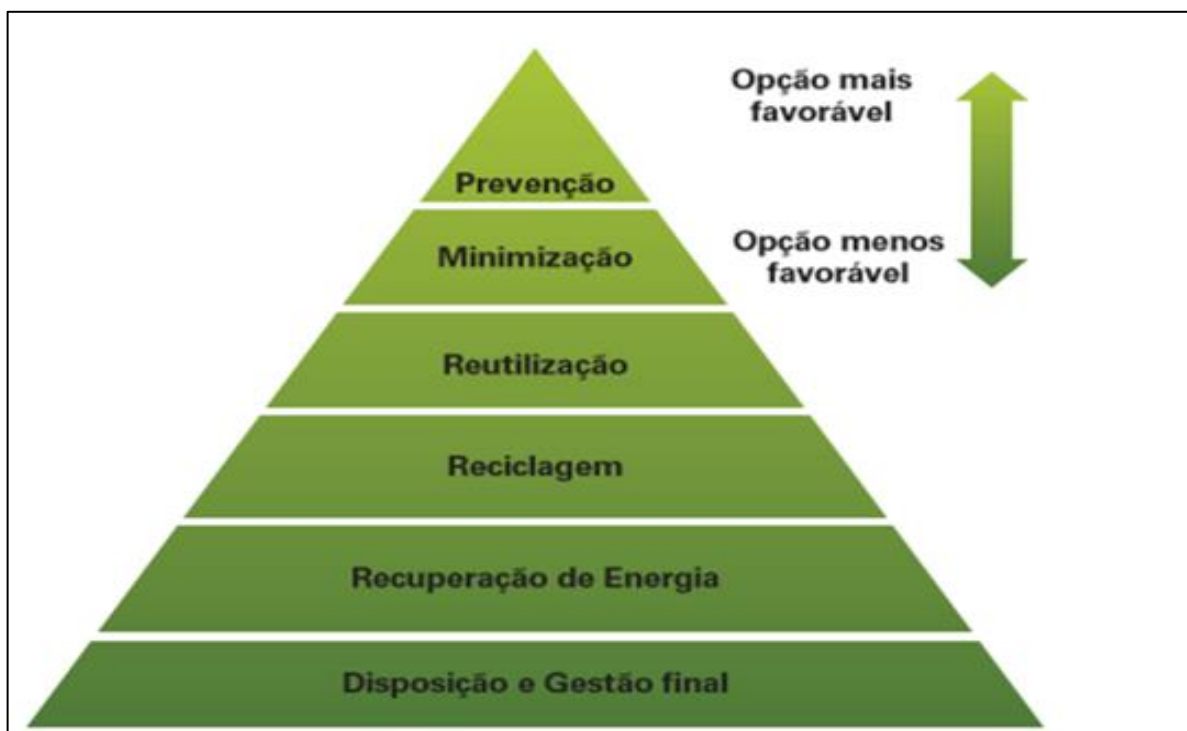 Opção mais
favorável
Prevenção
Opção menos
favorável
Minimização
Reutilização
Reciclagem
Recuperação de Energia
Disposição e Gestão final